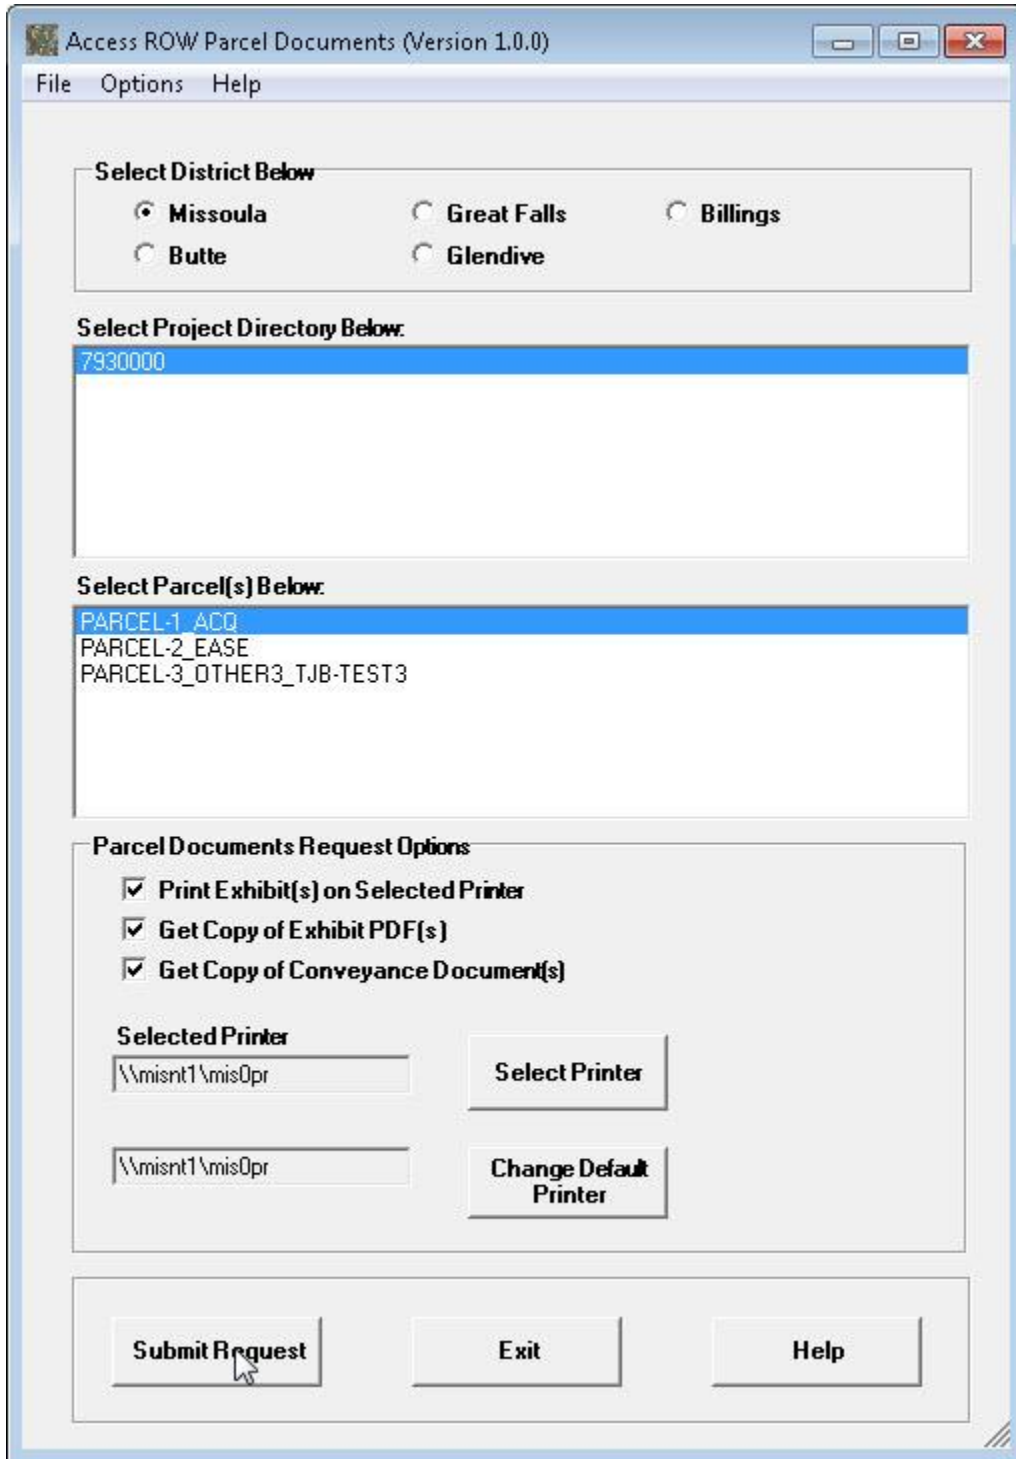 Access ROW Parcel Documents (Version 1.0.0)
File Options Help
Select District Below
Missoula Great Falls Billings
Butte Glendive
Select Project Directory Below:
7930000
Select Parcel(s) Below:
PARCEL-1_ACQ
PARCEL-2_EASE
PARCEL-3_OTHER3_TJB-TEST3
Parcel Documents Request Options
Print Exhibit(s) on Selected Printer
Get Copy of Exhibit PDF(s)
Get Copy of Conveyance Document(s)
Selected Printer
\\misnt1\mis0pr
Select Printer
\\misnt1\mis0pr
Change Default
Printer
Submit Request Exit Help